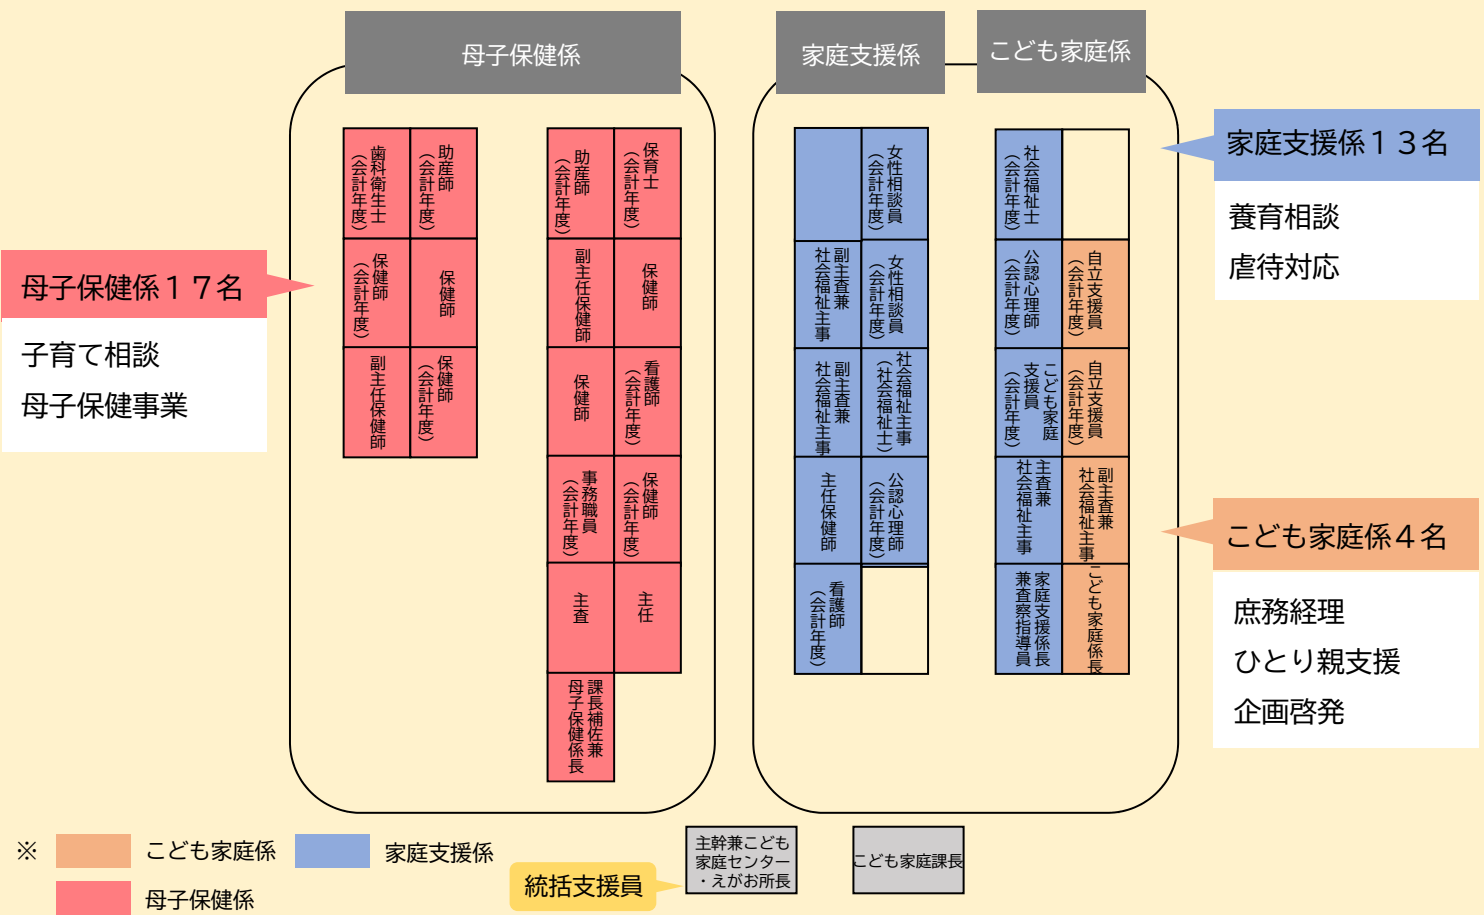 母子保健係
家庭支援係
こども家庭係
歯科衛生士
（会計年度）
助産師
（会計年度）
保健師
（会計年度）
保健師
副主任保健師
保健師
（会計年度）
助産師
（会計年度）
保育士
（会計年度）
副主任保健師
保健師
保健師
看護師
（会計年度）
事務職員
（会計年度）
保健師
（会計年度）
主査
主任
課長補佐兼
母子保健係長
女性相談員
（会計年度）
副主査兼
社会福祉主事
女性相談員
（会計年度）
副主査兼
社会福祉主事
社会福祉主事
（社会福祉士）
主任保健師
公認心理師
（会計年度）
看護師
（会計年度）
社会福祉士
（会計年度）
公認心理師
（会計年度）
自立支援員
（会計年度）
こども家庭
支援員
（会計年度）
自立支援員
（会計年度）
主査兼
社会福祉主事
副主査兼
社会福祉主事
家庭支援係長
兼査察指導員
こども家庭係長
母子保健係１７名
子育て相談
母子保健事業
家庭支援係１３名
養育相談
虐待対応
こども家庭係４名
庶務経理
ひとり親支援
企画啓発
※
こども家庭係
家庭支援係
母子保健係
統括支援員
主幹兼こども
家庭センター
・えがお所長
こども家庭課長